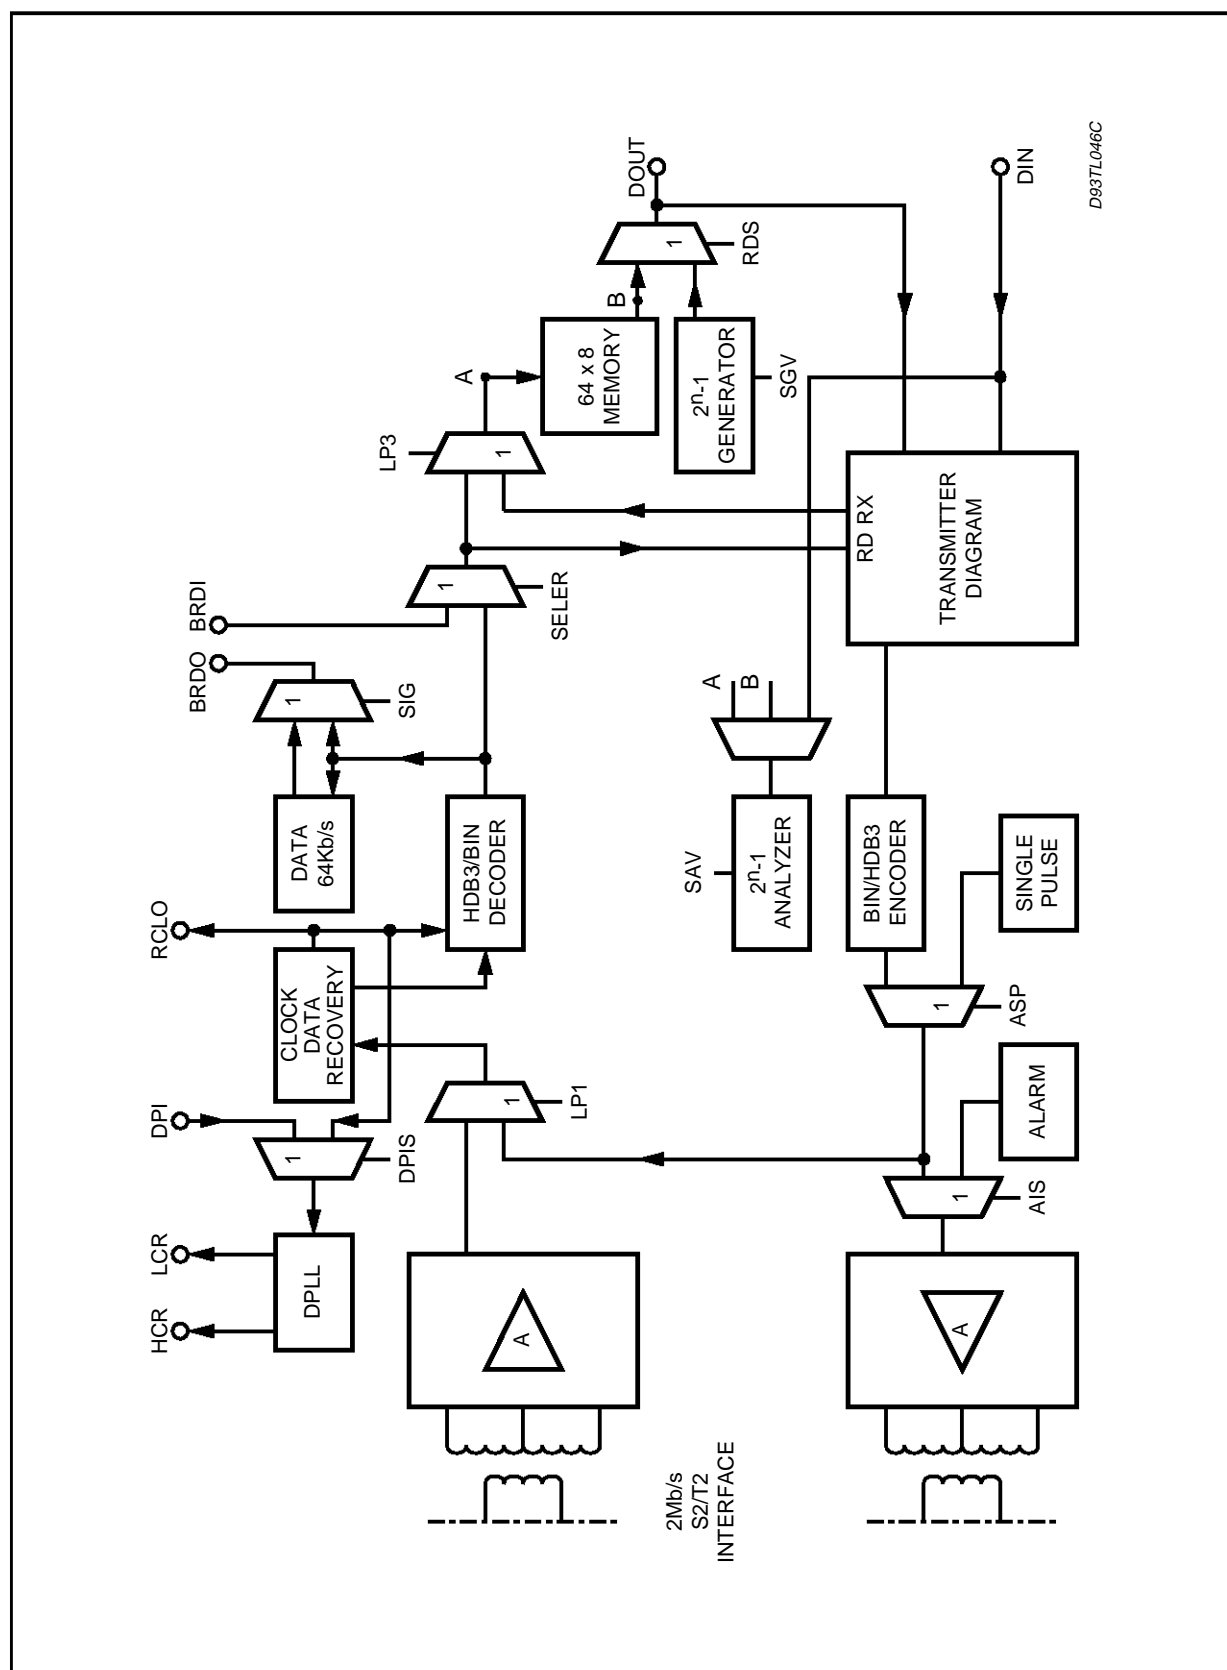 HCR
LCR
DPI
RCLO
BRDO
BRDI
DPLL
1
DPIS
CLOCK
DATA
RECOVERY
DATA
64Kb/s
1
SIG
A
1
LP1
HDB3/BIN
DECODER
1
SELER
LP3
1
A
64 x 8
MEMORY
B
2ⁿ-1
GENERATOR
SGV
1
RDS
DOUT
2Mb/s
S2/T2
INTERFACE
SAV
2ⁿ-1
ANALYZER
A
B
A
1
AIS
ALARM
1
ASP
BIN/HDB3
ENCODER
SINGLE
PULSE
RD RX
TRANSMITTER
DIAGRAM
DIN
D93TL046C